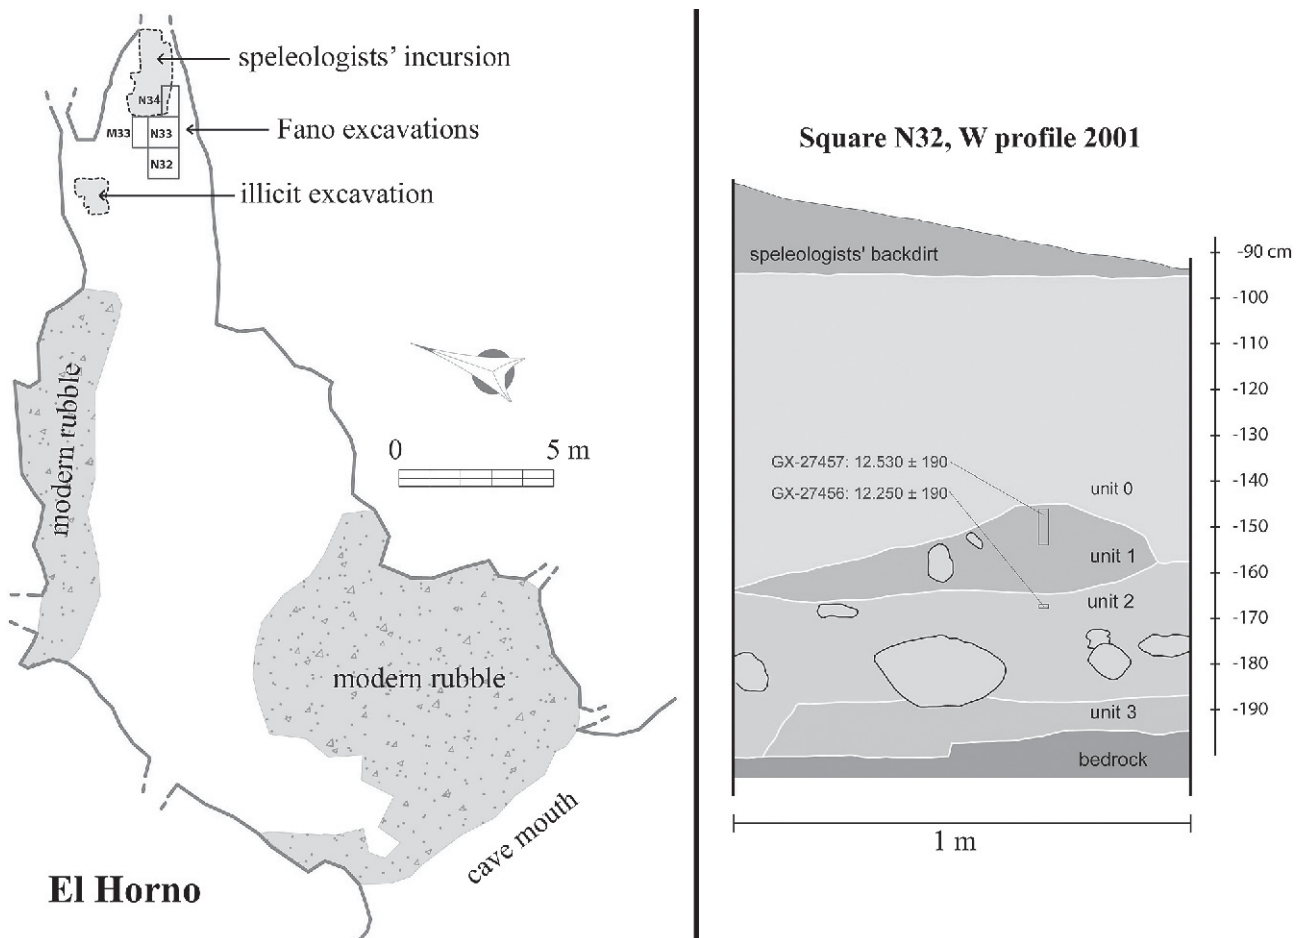 speleologists' incursion
N34
M33
N33
Fano excavations
N32
illicit excavation
modern rubble
0
5 m
modern rubble
cave mouth
El Horno
Square N32, W profile 2001
speleologists' backdirt
-90 cm
-100
-110
-120
-130
-140
-150
-160
-170
-180
-190
GX-27457: 12.530 ± 190
GX-27456: 12.250 ± 190
unit 0
unit 1
unit 2
unit 3
bedrock
1 m